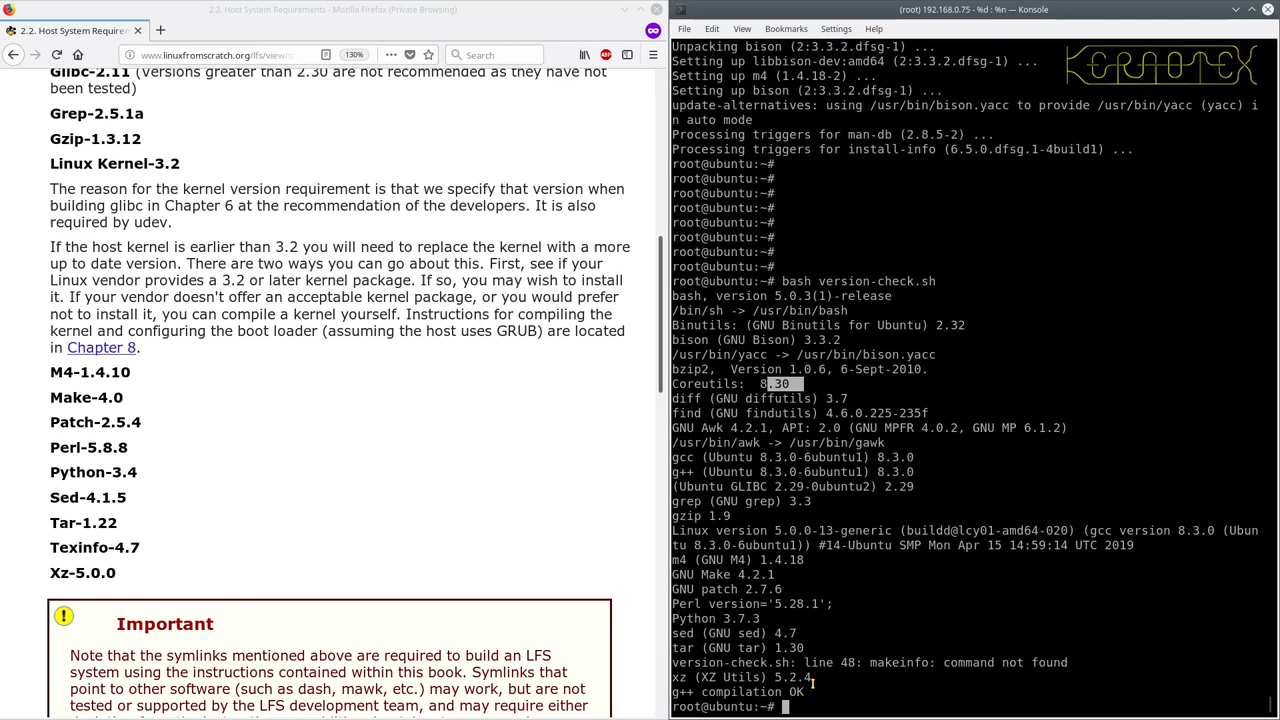 2.2. Host System Requirements - Mozilla Firefox (Private Browsing)
2.2. Host System Requiremen
www.linuxfromscratch.org/lfs/view/st
130%
Search
Glibc-2.11 (Versions greater than 2.30 are not recommended as they have not
been tested)
Grep-2.5.1a
Gzip-1.3.12
Linux Kernel-3.2
The reason for the kernel version requirement is that we specify that version when
building glibc in Chapter 6 at the recommendation of the developers. It is also
required by udev.
If the host kernel is earlier than 3.2 you will need to replace the kernel with a more
up to date version. There are two ways you can go about this. First, see if your
Linux vendor provides a 3.2 or later kernel package. If so, you may wish to install
it. If your vendor doesn't offer an acceptable kernel package, or you would prefer
not to install it, you can compile a kernel yourself. Instructions for compiling the
kernel and configuring the boot loader (assuming the host uses GRUB) are located
in Chapter 8.
M4-1.4.10
Make-4.0
Patch-2.5.4
Perl-5.8.8
Python-3.4
Sed-4.1.5
Tar-1.22
Texinfo-4.7
Xz-5.0.0
Important
Note that the symlinks mentioned above are required to build an LFS
system using the instructions contained within this book. Symlinks that
point to other software (such as dash, mawk, etc.) may work, but are not
tested or supported by the LFS development team, and may require either
(root) 192.168.0.75 - %d : %n — Konsole
File Edit View Bookmarks Settings Help
KERNOTEX
Unpacking bison (2:3.3.2.dfsg-1) ...
Setting up libbison-dev:amd64 (2:3.3.2.dfsg-1) ...
Setting up m4 (1.4.18-2) ...
Setting up bison (2:3.3.2.dfsg-1) ...
update-alternatives: using /usr/bin/bison.yacc to provide /usr/bin/yacc (yacc) i
n auto mode
Processing triggers for man-db (2.8.5-2) ...
Processing triggers for install-info (6.5.0.dfsg.1-4build1) ...
root@ubuntu:~#
root@ubuntu:~#
root@ubuntu:~#
root@ubuntu:~#
root@ubuntu:~#
root@ubuntu:~#
root@ubuntu:~#
root@ubuntu:~#
root@ubuntu:~# bash version-check.sh
bash, version 5.0.3(1)-release
/bin/sh -> /usr/bin/bash
Binutils: (GNU Binutils for Ubuntu) 2.32
bison (GNU Bison) 3.3.2
/usr/bin/yacc -> /usr/bin/bison.yacc
bzip2,  Version 1.0.6, 6-Sept-2010.
Coreutils:  8.30
diff (GNU diffutils) 3.7
find (GNU findutils) 4.6.0.225-235f
GNU Awk 4.2.1, API: 2.0 (GNU MPFR 4.0.2, GNU MP 6.1.2)
/usr/bin/awk -> /usr/bin/gawk
gcc (Ubuntu 8.3.0-6ubuntu1) 8.3.0
g++ (Ubuntu 8.3.0-6ubuntu1) 8.3.0
(Ubuntu GLIBC 2.29-0ubuntu2) 2.29
grep (GNU grep) 3.3
gzip 1.9
Linux version 5.0.0-13-generic (buildd@lcy01-amd64-020) (gcc version 8.3.0 (Ubun
tu 8.3.0-6ubuntu1)) #14-Ubuntu SMP Mon Apr 15 14:59:14 UTC 2019
m4 (GNU M4) 1.4.18
GNU Make 4.2.1
GNU patch 2.7.6
Perl version='5.28.1';
Python 3.7.3
sed (GNU sed) 4.7
tar (GNU tar) 1.30
version-check.sh: line 48: makeinfo: command not found
xz (XZ Utils) 5.2.4
g++ compilation OK
root@ubuntu:~#